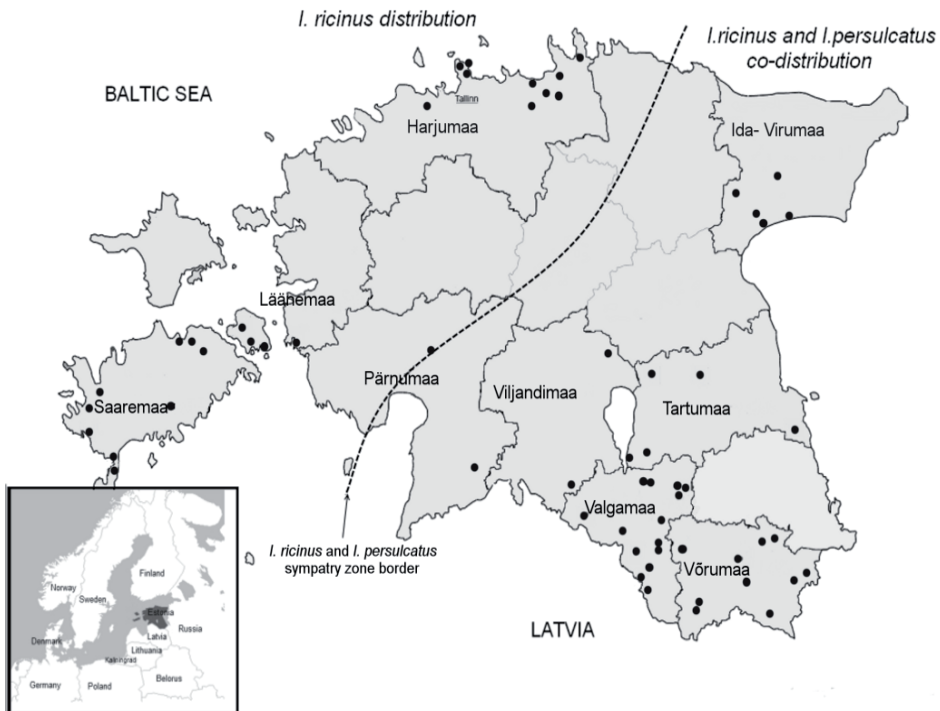 I. ricinus distribution
I.ricinus and I.persulcatus
co-distribution
BALTIC SEA
Tallinn
Harjumaa
Ida- Virumaa
Läänemaa
Pärnumaa
Viljandimaa
Saaremaa
Tartumaa
Valgamaa
Võrumaa
I. ricinus and I. persulcatus
sympatry zone border
LATVIA
Norway
Sweden
Finland
Estonia
Russia
Latvia
Denmark
Lithuania
Kaliningrad
Belorus
Germany
Poland